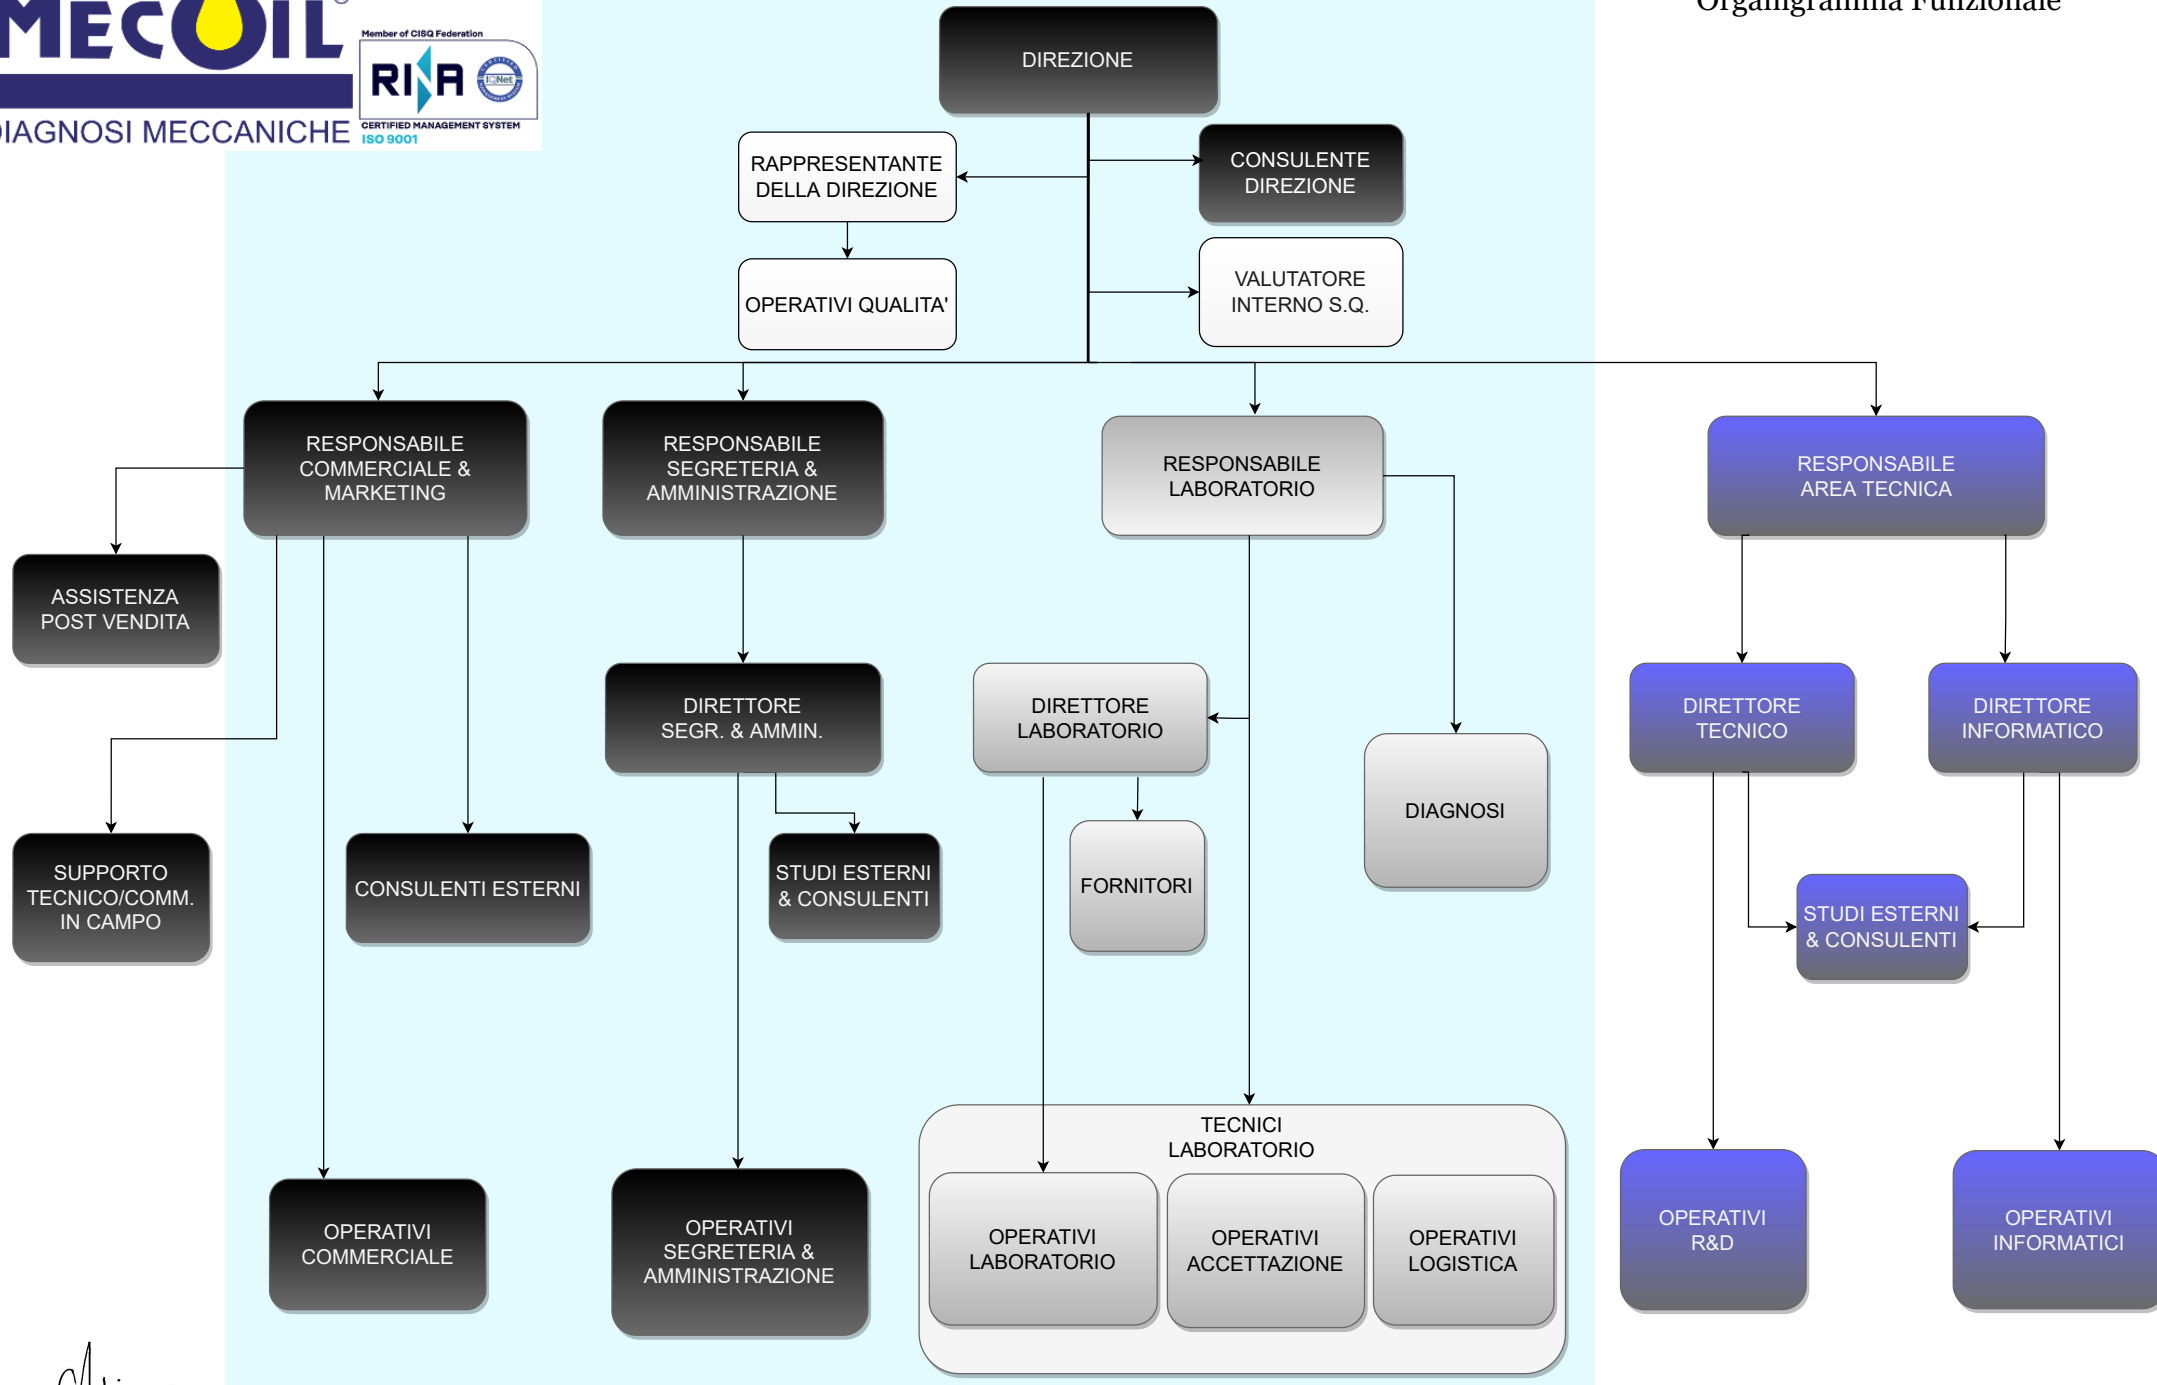 MECOIL
®
DIAGNOSI MECCANICHE
Member of CISQ Federation
RINA
IQNet
CERTIFIED MANAGEMENT SYSTEM
ISO 9001
Organigramma Funzionale
DIREZIONE
RAPPRESENTANTE
DELLA DIREZIONE
CONSULENTE
DIREZIONE
OPERATIVI QUALITA'
VALUTATORE
INTERNO S.Q.
RESPONSABILE
COMMERCIALE &
MARKETING
RESPONSABILE
SEGRETERIA &
AMMINISTRAZIONE
RESPONSABILE
LABORATORIO
RESPONSABILE
AREA TECNICA
ASSISTENZA
POST VENDITA
DIRETTORE
SEGR. & AMMIN.
DIRETTORE
LABORATORIO
DIRETTORE
TECNICO
DIRETTORE
INFORMATICO
DIAGNOSI
SUPPORTO
TECNICO/COMM.
IN CAMPO
CONSULENTI ESTERNI
STUDI ESTERNI
& CONSULENTI
FORNITORI
STUDI ESTERNI
& CONSULENTI
TECNICI
LABORATORIO
OPERATIVI
COMMERCIALE
OPERATIVI
SEGRETERIA &
AMMINISTRAZIONE
OPERATIVI
LABORATORIO
OPERATIVI
ACCETTAZIONE
OPERATIVI
LOGISTICA
OPERATIVI
R&D
OPERATIVI
INFORMATICI